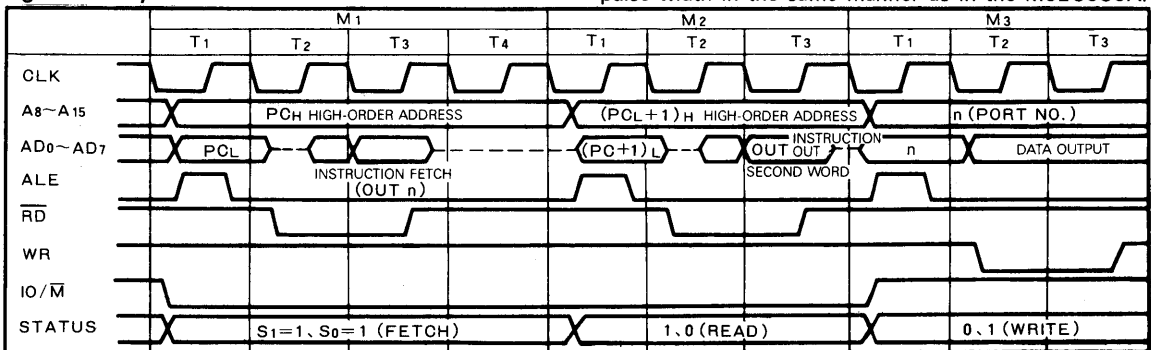 pulse width in the same manner as in the
M1 M2 M3
T1 T2 T3 T4 T1 T2 T3 T1 T2 T3
CLK
A8~A15 PCH HIGH-ORDER ADDRESS (PCL+1)H HIGH-ORDER ADDRESS n (PORT NO.)
AD0~AD7 PCL (PC+1)L OUT OUT INSTRUCTION n DATA OUTPUT
INSTRUCTION FETCH SECOND WORD
ALE (OUT n)
RD
WR
IO/M
STATUS S1=1、S0=1 (FETCH) 1、0 (READ) 0、1 (WRITE)